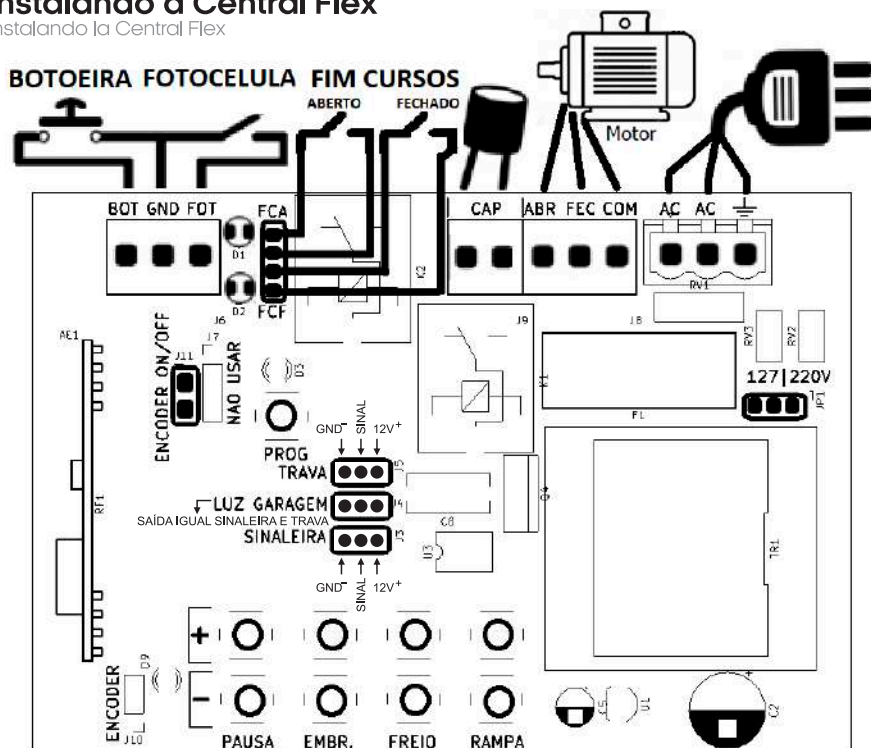 Instalando a Central Flex
Instalando la Central Flex
BOTOEIRA FOTOCELULA FIM CURSOS
ABERTO FECHADO
Motor
BOT GND FOT
FCA
CAP
ABR FEC COM
AC AC
D1
K2
D2
FCF
RV1
J6
J7
J9
J8
RV3
RV2
AE1
J11
ENCODER ON/OFF
NAO USAR
D3
K1
127|220V
JP1
F1
PROG
GND- SINAL 12V+
TRAVA
J5
LUZ GARAGEM
J4
SAÍDA IGUAL SINALEIRA E TRAVA
SINALEIRA
J3
GND- SINAL 12V+
C8
Q4
U3
RF1
TR1
+
D9
-
ENCODER
J10
C5
U1
C2
+
PAUSA EMBR. FREIO RAMPA